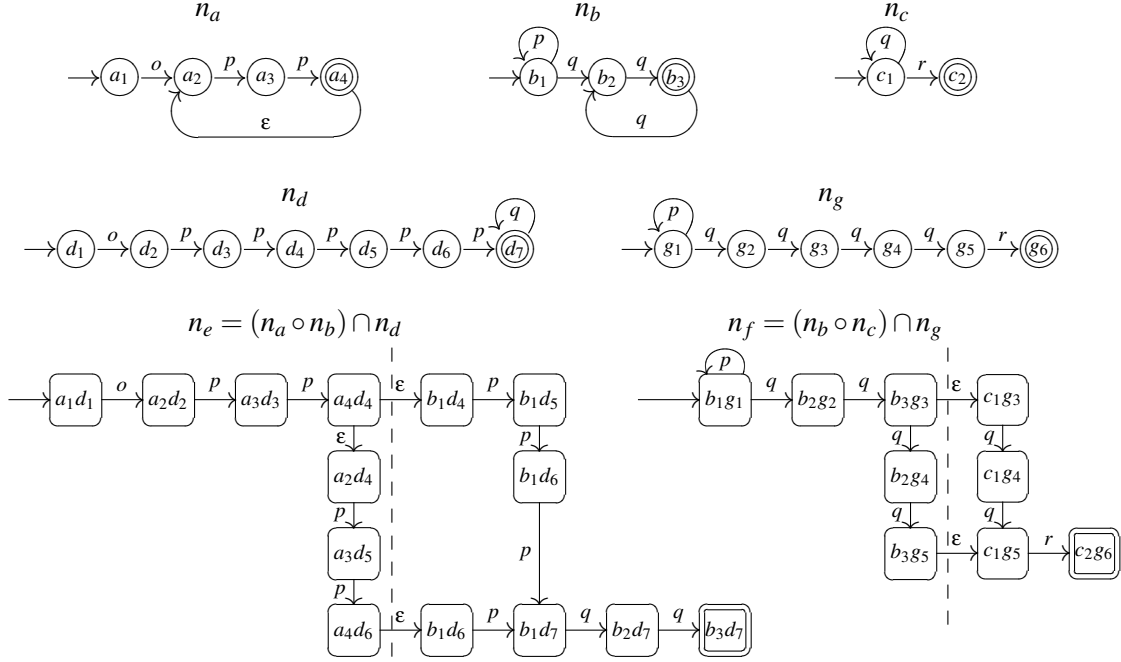 n_a n_b n_c
o p p p q q q r
a_1 a_2 a_3 a_4 b_1 b_2 b_3 c_1 c_2
ε q
n_d n_g
q p
o p p p p p q q q q r
d_1 d_2 d_3 d_4 d_5 d_6 d_7 g_1 g_2 g_3 g_4 g_5 g_6
n_e = (n_a ∘ n_b) ∩ n_d n_f = (n_b ∘ n_c) ∩ n_g
p
o p p ε p q q ε
a_1d_1 a_2d_2 a_3d_3 a_4d_4 b_1d_4 b_1d_5 b_1g_1 b_2g_2 b_3g_3 c_1g_3
ε p q q
a_2d_4 b_1d_6 b_2g_4 c_1g_4
p q q
a_3d_5 p b_3g_5 ε c_1g_5 r c_2g_6
p
ε p q q
a_4d_6 b_1d_6 b_1d_7 b_2d_7 b_3d_7